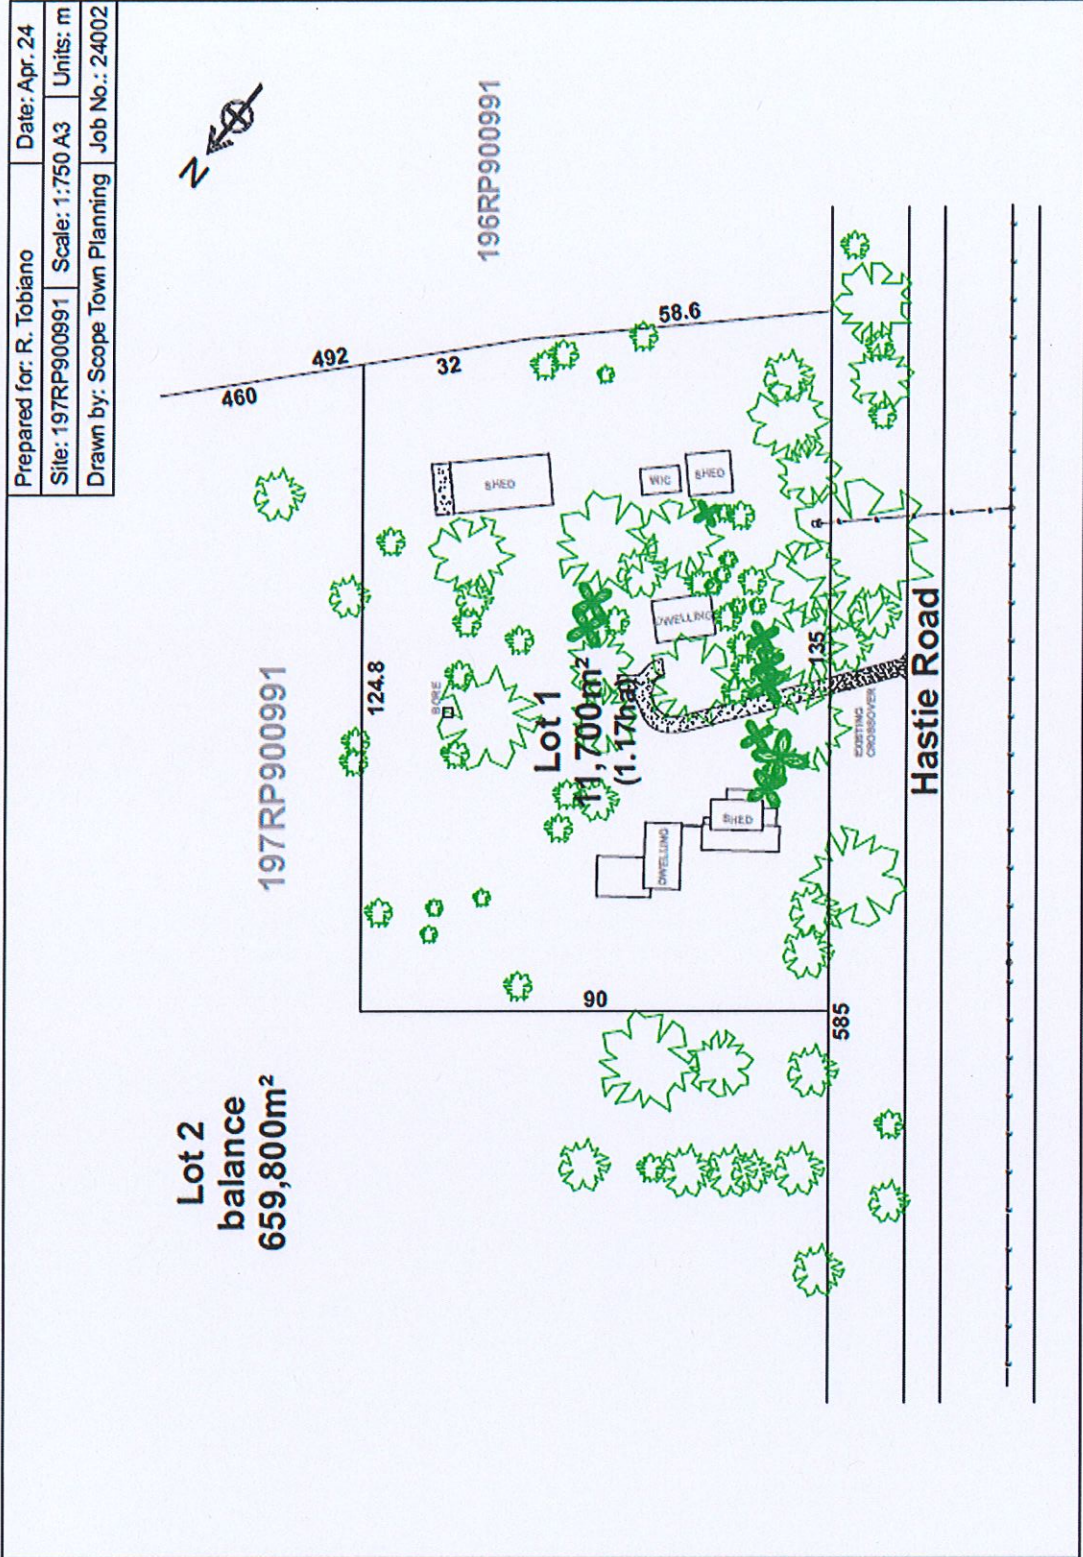 Prepared for: R. Tobiano
Date: Apr. 24
Site: 197RP900991
Scale: 1:750 A3
Units: m
Drawn by: Scope Town Planning
Job No.: 24002
N
196RP900991
492
460
32
58.6
SHED
W/C
SHED
197RP900991
124.8
BORE
DWELLING
Lot 1
11,700m²
(1.17ha)
135
EXISTING
CROSSOVER
Hastie Road
SHED
DWELLING
90
585
Lot 2
balance
659,800m²